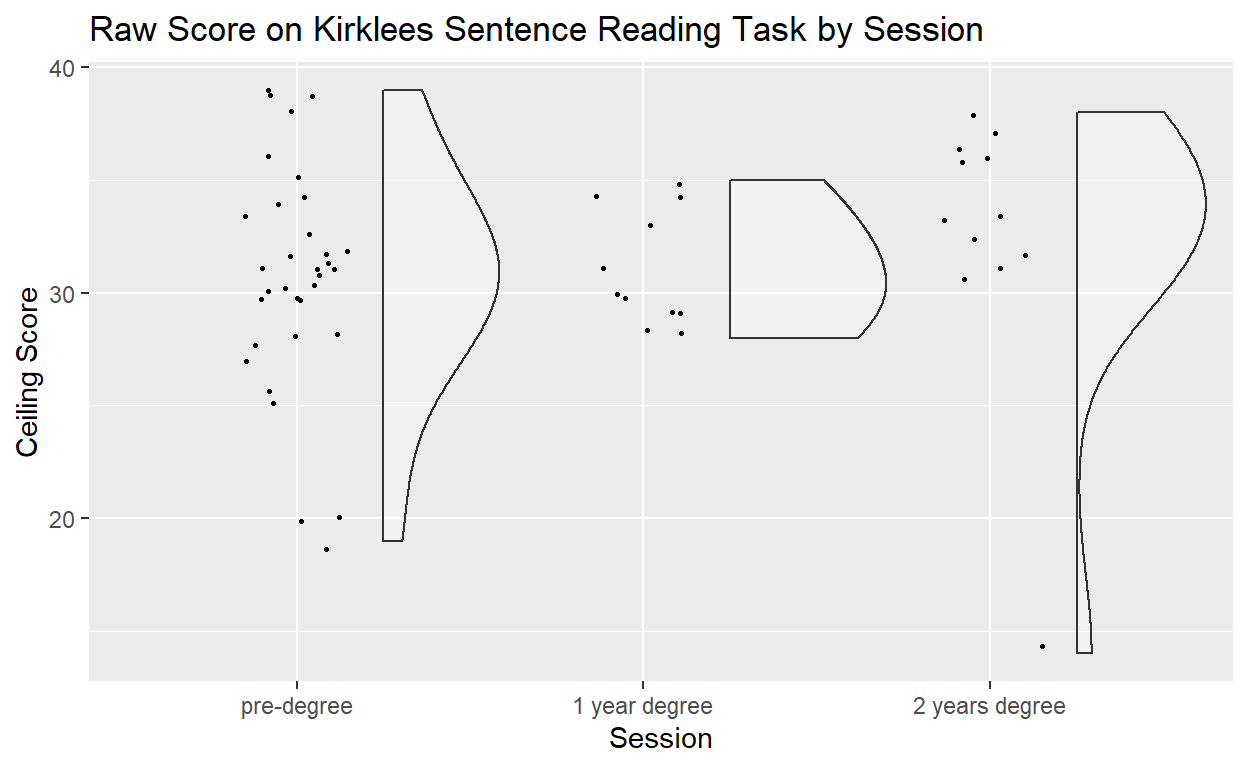 Raw Score on Kirklees Sentence Reading Task by Session
40
30
20
Ceiling Score
pre-degree
1 year degree
2 years degree
Session